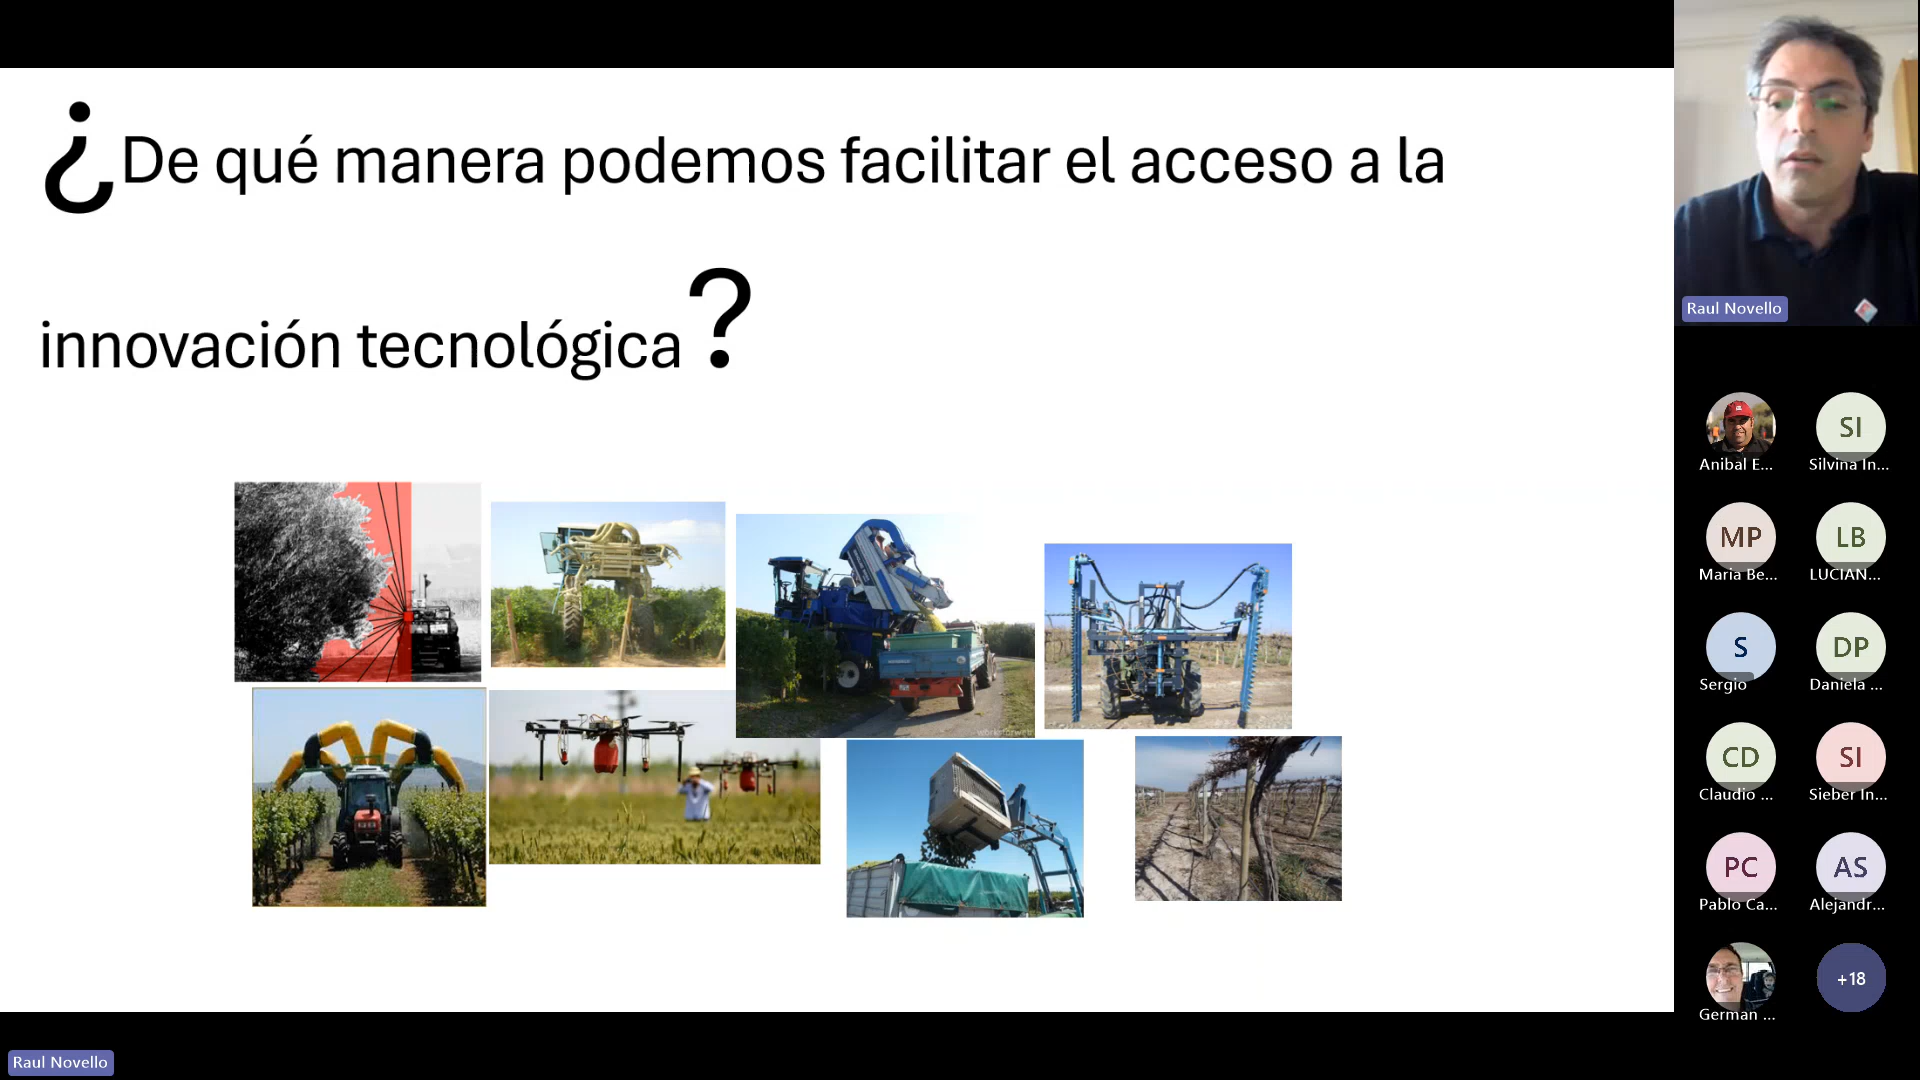 ¿De qué manera podemos facilitar el acceso a la
innovación tecnológica?
Raul Novello
Anibal E...
SI
Silvina In...
MP
Maria Be...
LB
LUCIAN...
S
Sergio
DP
Daniela ...
CD
Claudio ...
SI
Sieber In...
PC
Pablo Ca...
AS
Alejandr...
German ...
+18
Raul Novello